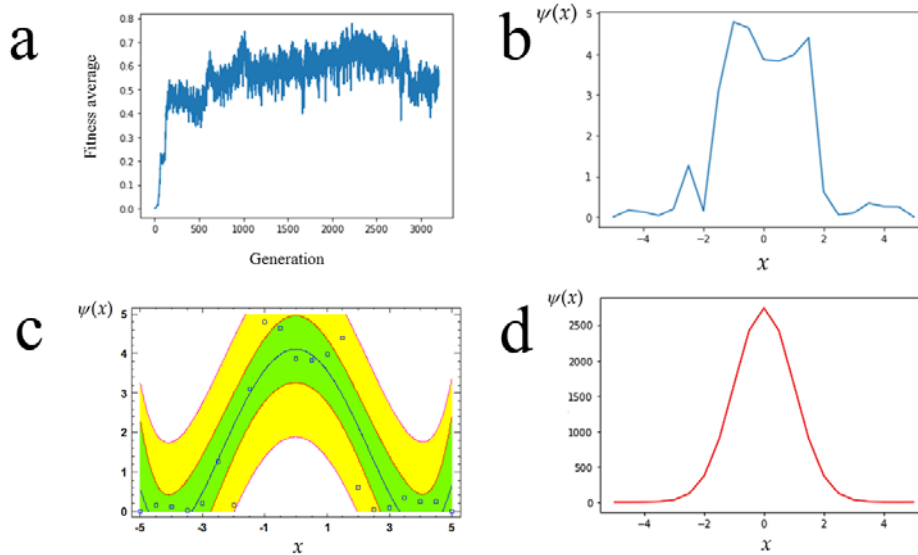 a
Fitness average
0.8
0.7
0.6
0.5
0.4
0.3
0.2
0.1
0.0
0 500 1000 1500 2000 2500 3000
Generation
b
ψ(x)
5
4
3
2
1
0
−4 −2 0 2 4
x
c
ψ(x)
5
4
3
2
1
0
-5 -3 -1 1 3 5
x
d
ψ(x)
2500
2000
1500
1000
500
0
−4 −2 0 2 4
x